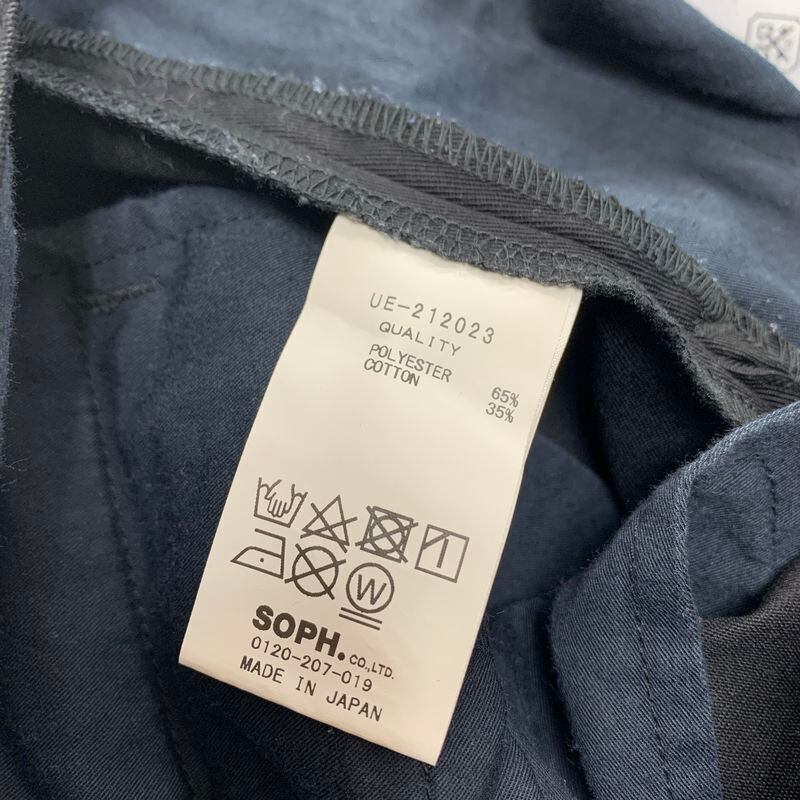 UE-212023
QUALITY
POLYESTER 65%
COTTON 35%
W
SOPH. CO.,LTD.
0120-207-019
MADE IN JAPAN